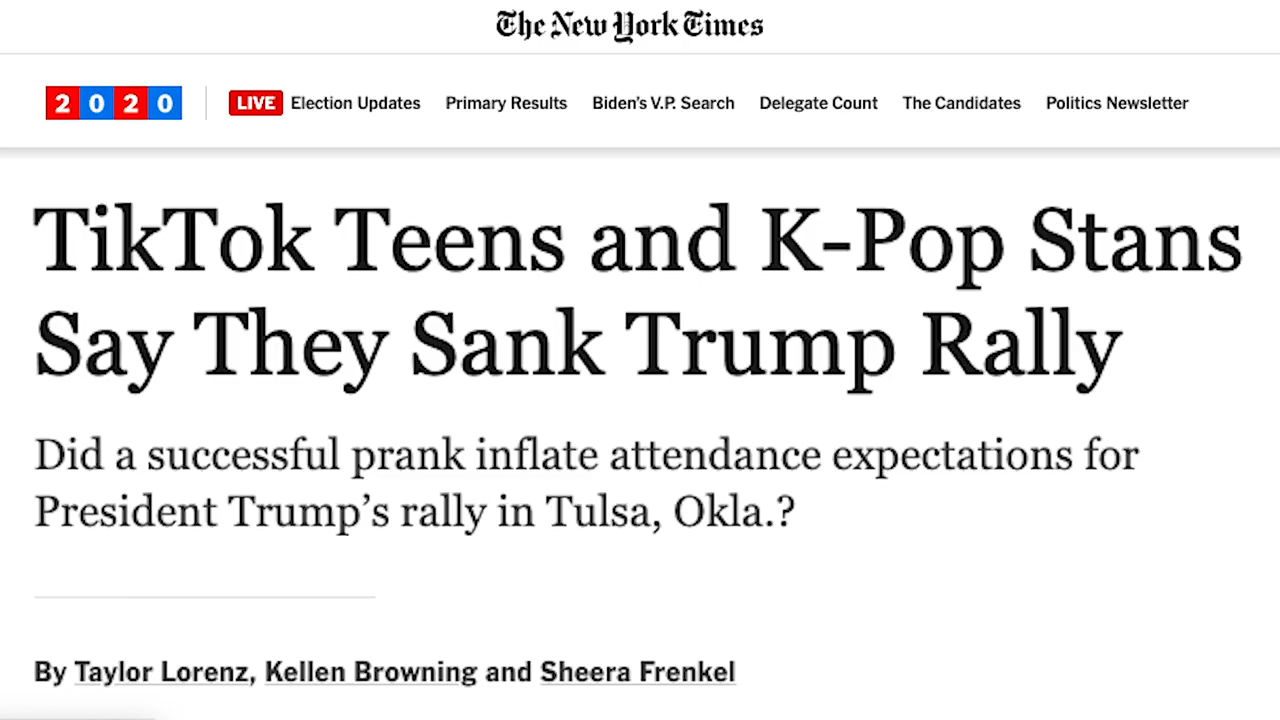 The New York Times
2020 LIVE Election Updates Primary Results Biden's V.P. Search Delegate Count The Candidates Politics Newsletter
TikTok Teens and K-Pop Stans
Say They Sank Trump Rally
Did a successful prank inflate attendance expectations for
President Trump's rally in Tulsa, Okla.?
By Taylor Lorenz, Kellen Browning and Sheera Frenkel